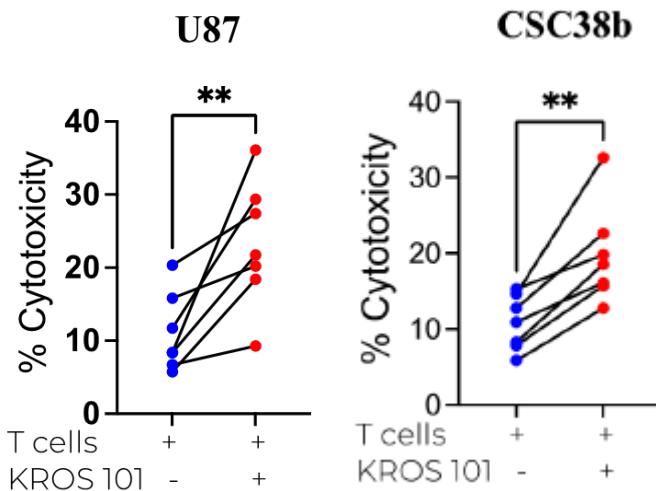 U87
**
% Cytotoxicity
40
30
20
10
0
T cells + +
KROS 101 - +
CSC38b
**
% Cytotoxicity
40
30
20
10
0
T cells + +
KROS 101 - +